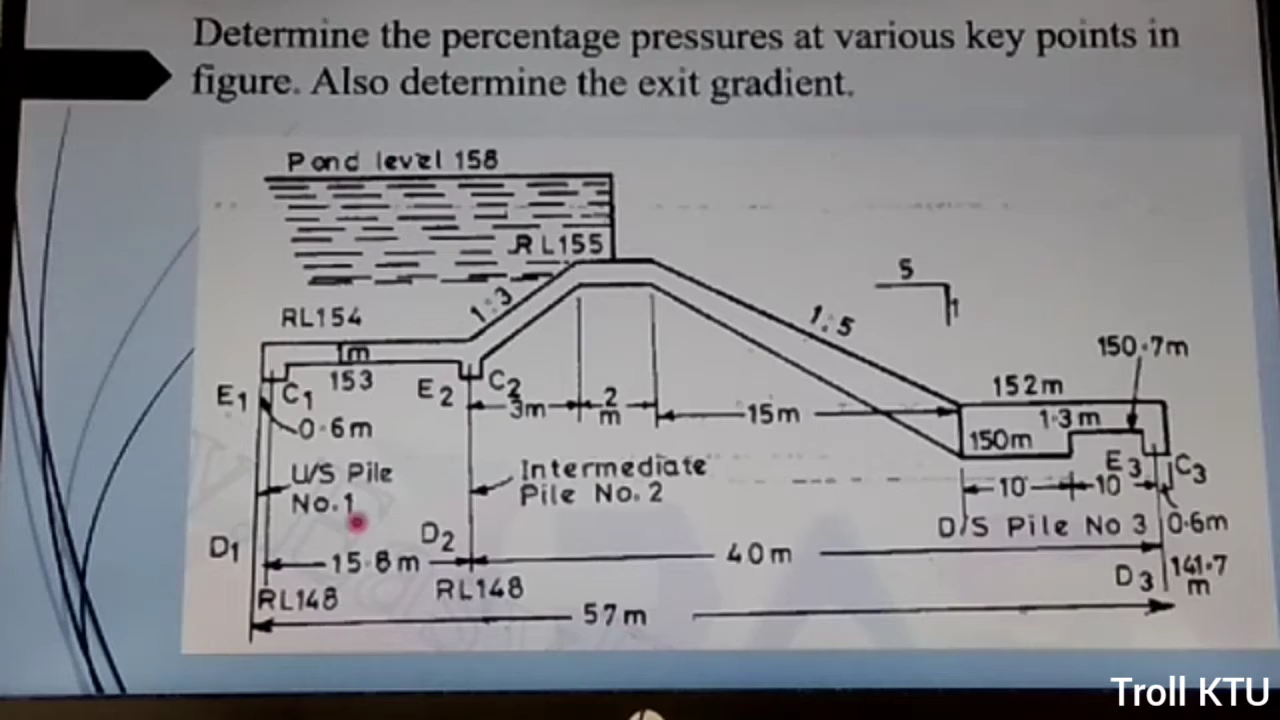 Determine the percentage pressures at various key points in
figure. Also determine the exit gradient.
Pond level 158
RL155
5
1
1:3
1:5
RL154
1m
153
150.7m
152m
1.3m
150m
E1
C1
E2
C2
0.6m
3m
2
m
15m
U/S Pile
No.1
Intermediate
Pile No. 2
E3
C3
10
10
D/S Pile No 3
0.6m
D1
D2
15.8m
40m
D3
141.7
m
RL148
RL148
57m
Troll KTU